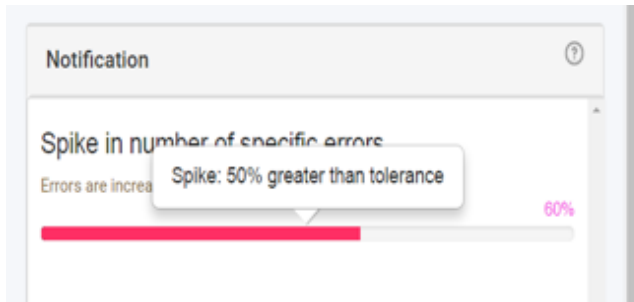 Notification
Spike in number of specific errors
Errors are increa
Spike: 50% greater than tolerance
60%